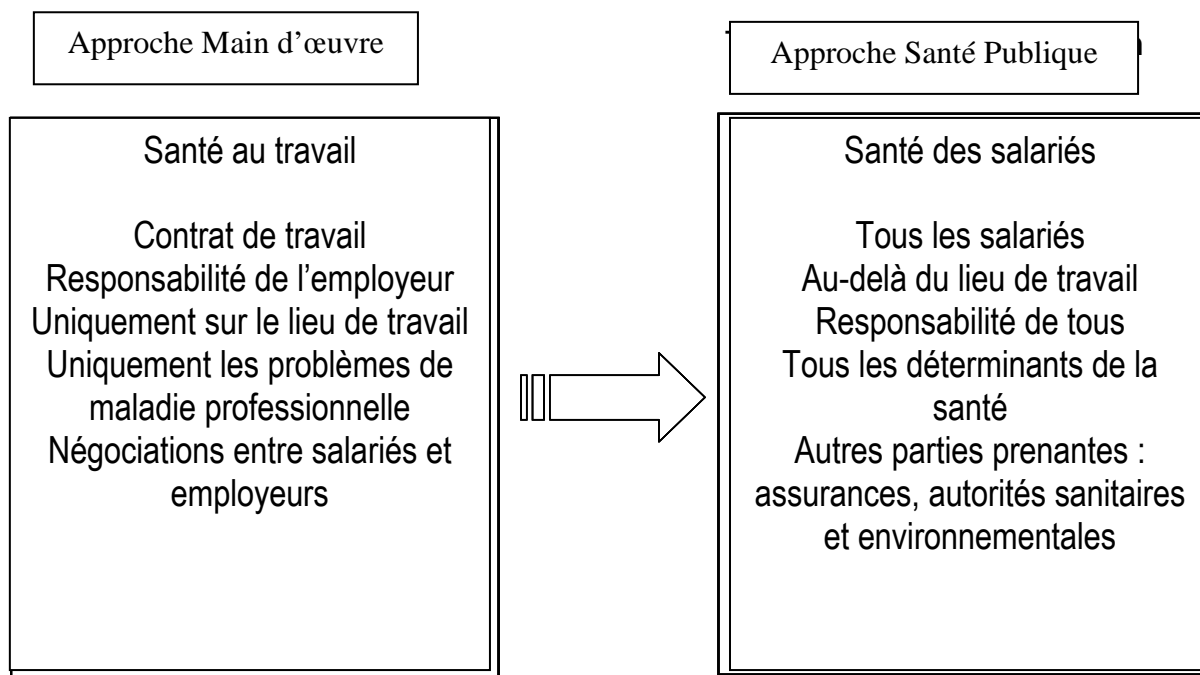 Approche Main d’œuvre
Santé au travail
Contrat de travail
Responsabilité de l’employeur
Uniquement sur le lieu de travail
Uniquement les problèmes de
maladie professionnelle
Négociations entre salariés et
employeurs
Approche Santé Publique
Santé des salariés
Tous les salariés
Au-delà du lieu de travail
Responsabilité de tous
Tous les déterminants de la
santé
Autres parties prenantes :
assurances, autorités sanitaires
et environnementales